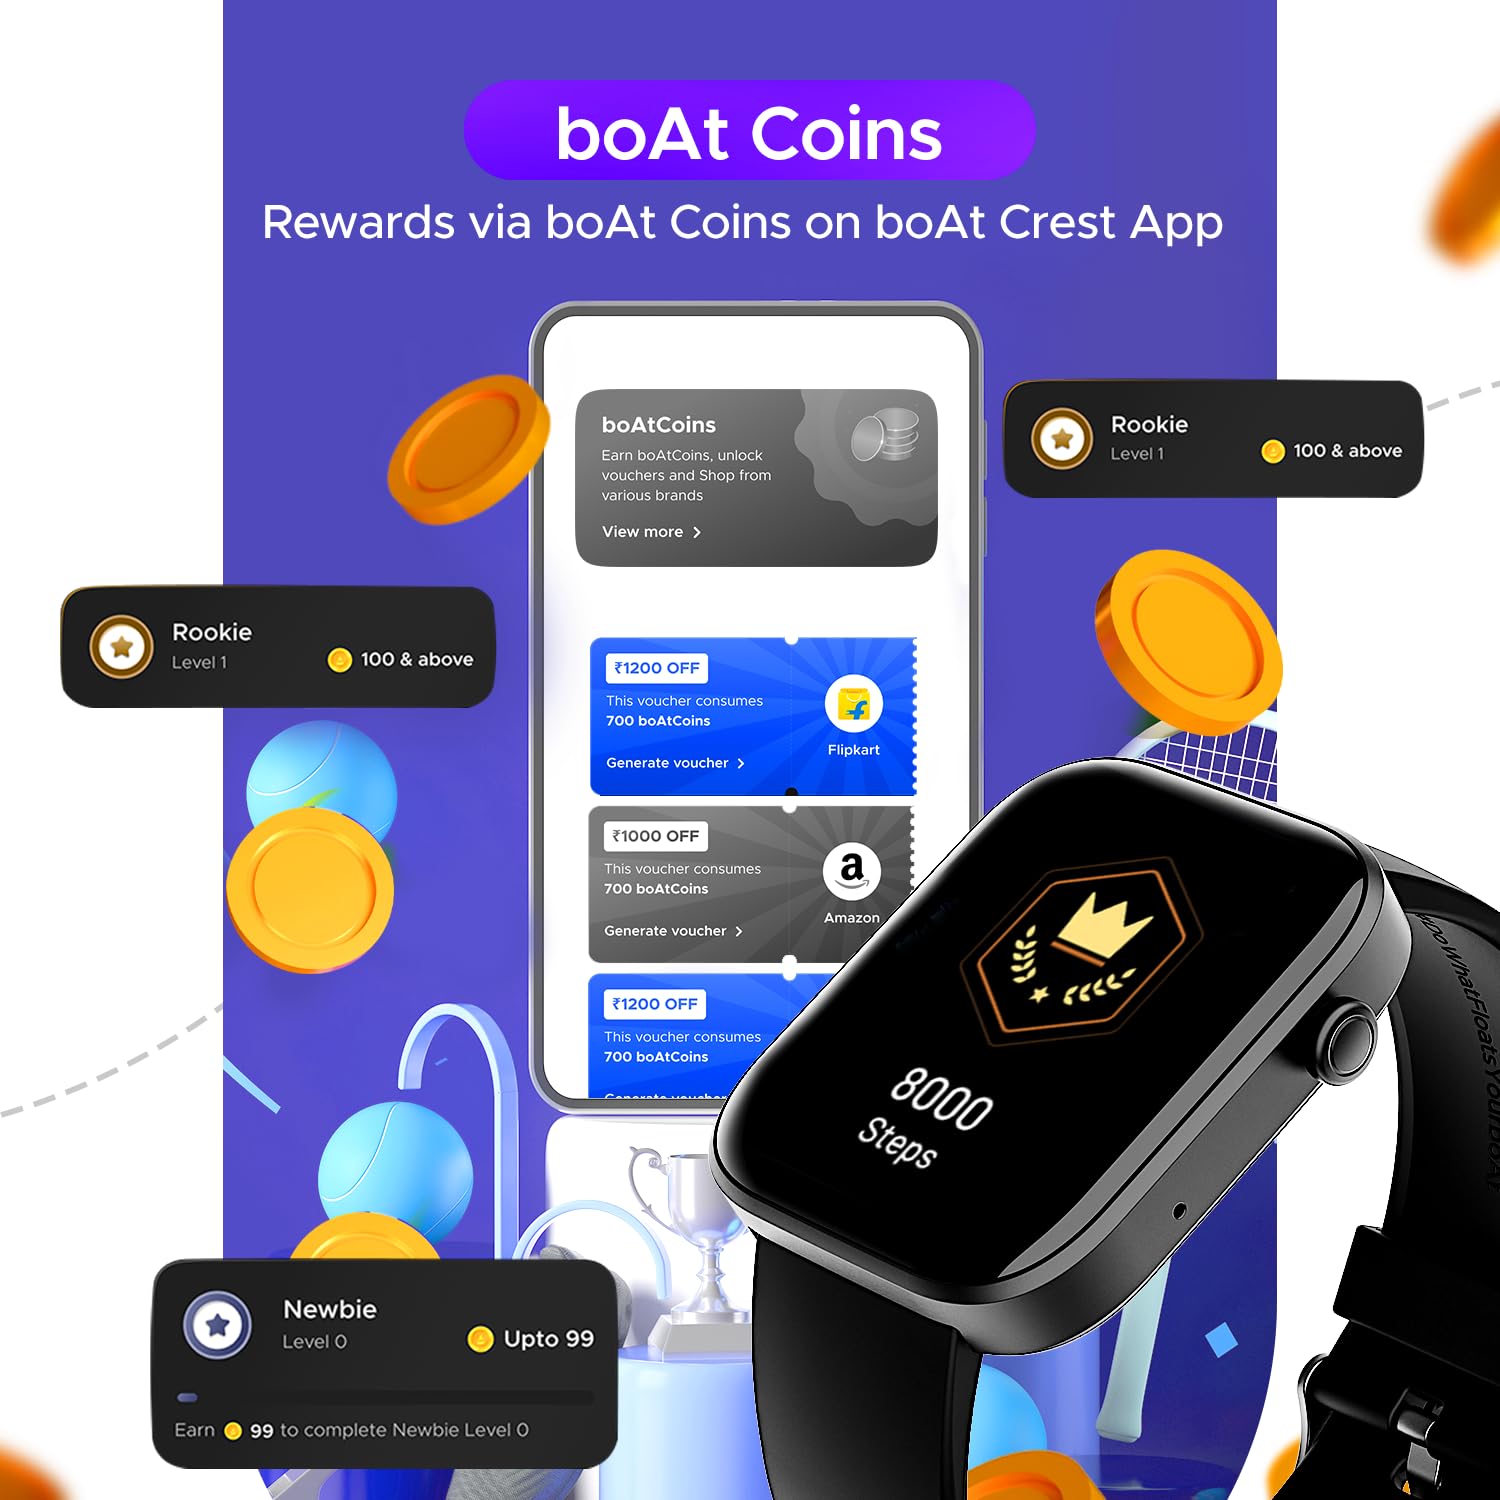 boAt Coins
Rewards via boAt Coins on boAt Crest App
boAtCoins
Earn boAtCoins, unlock
vouchers and Shop from
various brands
View more >
Rookie
Level 1
100 & above
Rookie
Level 1
100 & above
₹1200 OFF
This voucher consumes
700 boAtCoins
Generate voucher >
Flipkart
₹1000 OFF
This voucher consumes
700 boAtCoins
Generate voucher >
a
Amazon
₹1200 OFF
This voucher consumes
700 boAtCoins
Generate voucher
8000
Steps
#DoWhatFloatsYourboAt
Newbie
Level 0
Upto 99
Earn 99 to complete Newbie Level 0